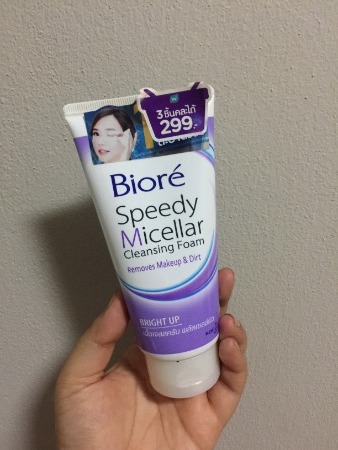 3 ชิ้นคละได้
299.-
Bioré
Speedy
Micellar
Cleansing Foam
Removes Makeup & Dirt
BRIGHT UP